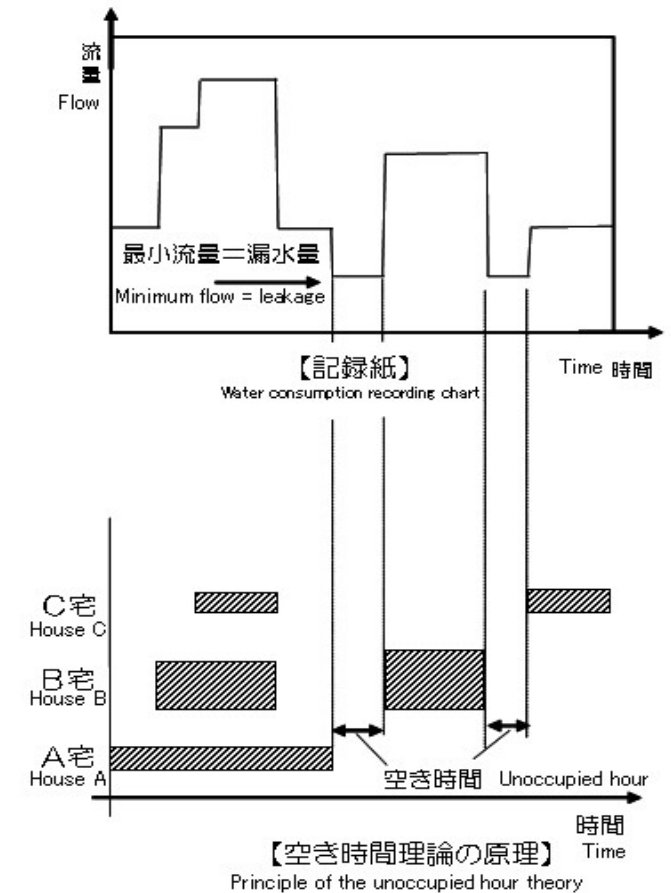 流
量
Flow
最小流量＝漏水量
Minimum flow = leakage
【記録紙】
Time 時間
Water consumption recording chart
C宅
House C
B宅
House B
A宅
House A
空き時間 Unoccupied hour
時間
Time
【空き時間理論の原理】
Principle of the unoccupied hour theory